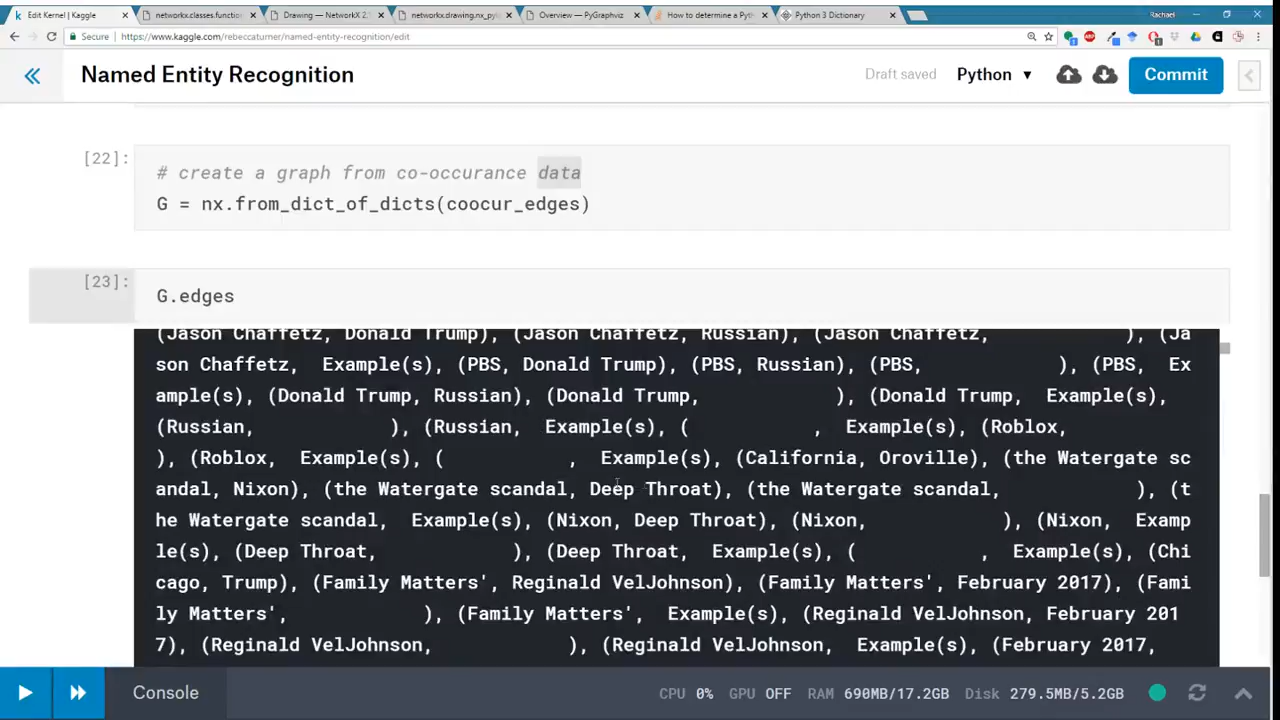 Edit Kernel | Kaggle
networkx.classes.functio
Drawing — NetworkX 2.
networkx.drawing.nx_py
Overview — PyGraphviz
How to determine a Pyth
Python 3 Dictionary
Rachael
Secure | https://www.kaggle.com/rebeccaturner/named-entity-recognition/edit
Named Entity Recognition
Draft saved
Python
Commit
[22]:
# create a graph from co-occurance data
G = nx.from_dict_of_dicts(coocur_edges)
[23]:
G.edges
(Jason Chaffetz, Donald Trump), (Jason Chaffetz, Russian), (Jason Chaffetz, ), (Ja
son Chaffetz, Example(s), (PBS, Donald Trump), (PBS, Russian), (PBS, ), (PBS, Ex
ample(s), (Donald Trump, Russian), (Donald Trump, ), (Donald Trump, Example(s),
(Russian, ), (Russian, Example(s), ( , Example(s), (Roblox,
), (Roblox, Example(s), ( , Example(s), (California, Oroville), (the Watergate sc
andal, Nixon), (the Watergate scandal, Deep Throat), (the Watergate scandal, ), (t
he Watergate scandal, Example(s), (Nixon, Deep Throat), (Nixon, ), (Nixon, Examp
le(s), (Deep Throat, ), (Deep Throat, Example(s), ( , Example(s), (Chi
cago, Trump), (Family Matters', Reginald VelJohnson), (Family Matters', February 2017), (Fami
ly Matters', ), (Family Matters', Example(s), (Reginald VelJohnson, February 201
7), (Reginald VelJohnson, ), (Reginald VelJohnson, Example(s), (February 2017,
Console
CPU 0% GPU OFF RAM 690MB/17.2GB Disk 279.5MB/5.2GB